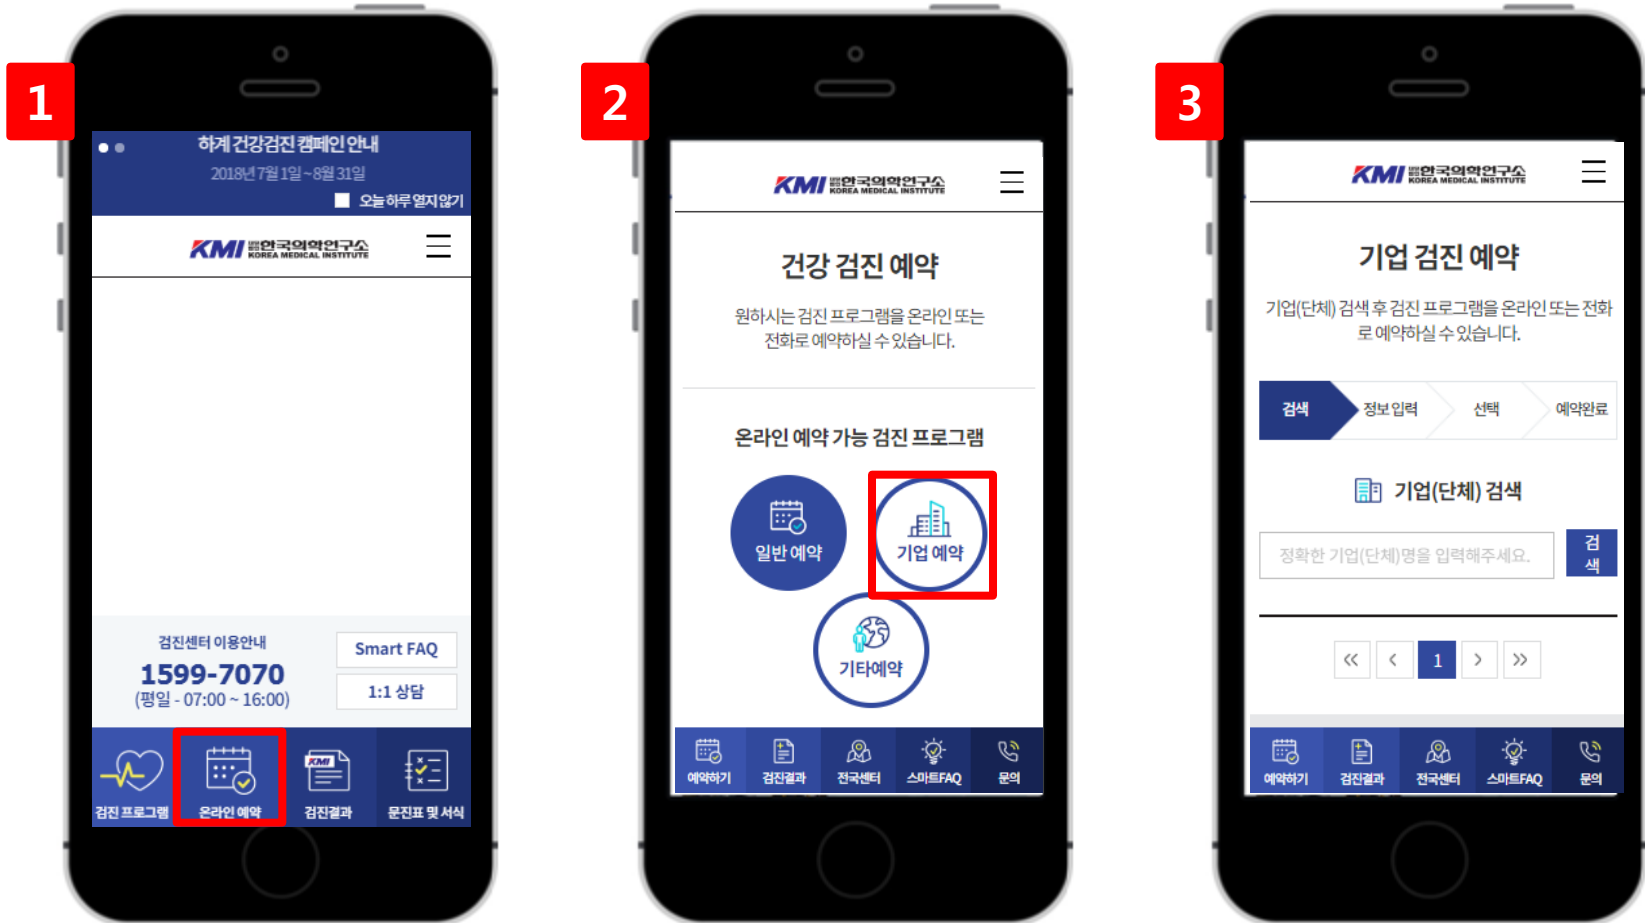 1
하계 건강검진 캠페인 안내
2018년 7월 1일 ~ 8월 31일
오늘 하루 열지 않기
KMI 한국의학연구소
KOREA MEDICAL INSTITUTE
검진센터 이용안내
1599-7070
(평일 - 07:00 ~ 16:00)
Smart FAQ
1:1 상담
검진 프로그램
온라인 예약
KMI
검진결과
문진표 및 서식
2
KMI 한국의학연구소
KOREA MEDICAL INSTITUTE
건강 검진 예약
원하시는 검진 프로그램을 온라인 또는
전화로 예약하실 수 있습니다.
온라인 예약 가능 검진 프로그램
일반 예약
기업 예약
기타예약
예약하기
검진결과
전국센터
스마트FAQ
문의
3
KMI 한국의학연구소
KOREA MEDICAL INSTITUTE
기업 검진 예약
기업(단체) 검색 후 검진 프로그램을 온라인 또는 전화
로 예약하실 수 있습니다.
검색
정보 입력
선택
예약완료
기업(단체) 검색
정확한 기업(단체)명을 입력해주세요.
검
색
<< < 1 > >>
예약하기
검진결과
전국센터
스마트FAQ
문의